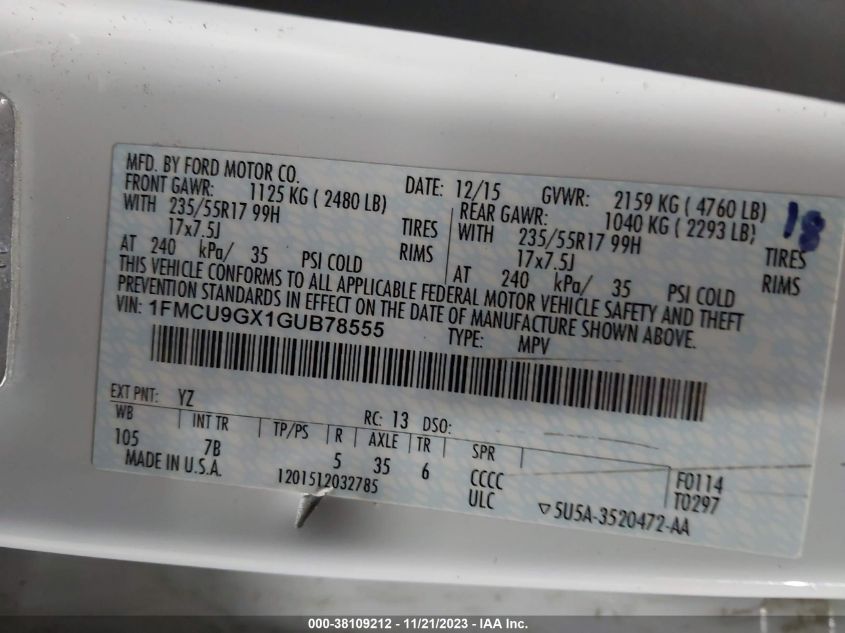 MFD. BY FORD MOTOR CO.
DATE: 12/15 GVWR: 2159 KG ( 4760 LB)
FRONT GAWR: 1125 KG ( 2480 LB) REAR GAWR: 1040 KG ( 2293 LB)
18
WITH 235/55R17 99H TIRES WITH 235/55R17 99H TIRES
17x7.5J RIMS 17x7.5J RIMS
AT 240 kPa/ 35 PSI COLD AT 240 kPa/ 35 PSI COLD
THIS VEHICLE CONFORMS TO ALL APPLICABLE FEDERAL MOTOR VEHICLE SAFETY AND THEFT
PREVENTION STANDARDS IN EFFECT ON THE DATE OF MANUFACTURE SHOWN ABOVE.
VIN: 1FMCU9GX1GUB78555 TYPE: MPV
EXT PNT: YZ RC: 13 DSO:
WB INT TR TP/PS R AXLE TR SPR
105 7B 5 35 6 CCCC F0114
MADE IN U.S.A. 1201512032785 ULC T0297
5U5A-3520472-AA
000-38109212 - 11/21/2023 - IAA Inc.